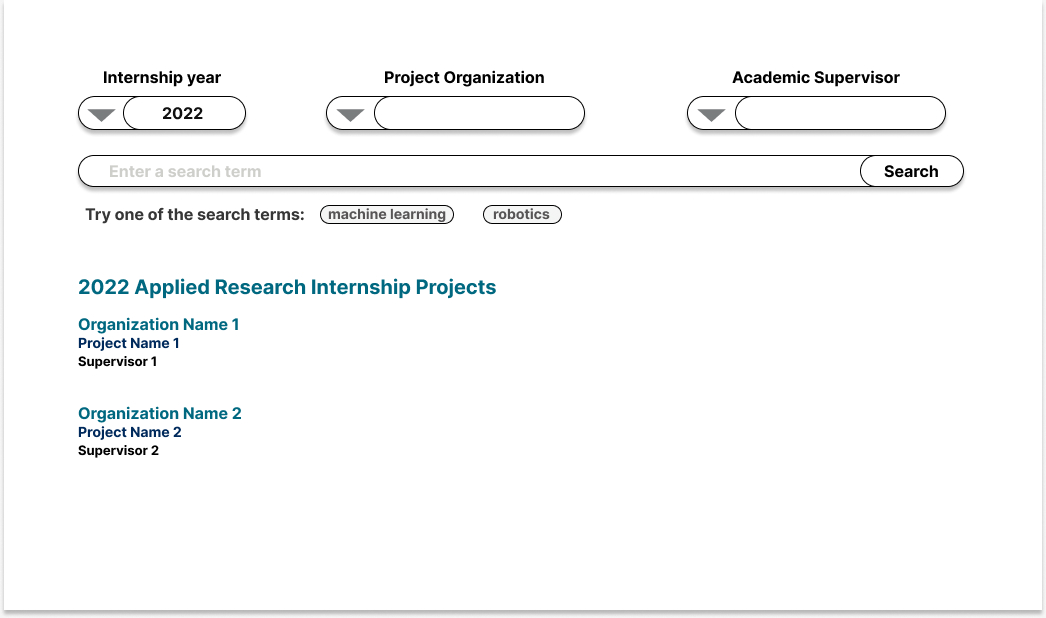 Internship year Project Organization Academic Supervisor
2022
Enter a search term Search
Try one of the search terms: machine learning robotics
2022 Applied Research Internship Projects
Organization Name 1
Project Name 1
Supervisor 1
Organization Name 2
Project Name 2
Supervisor 2